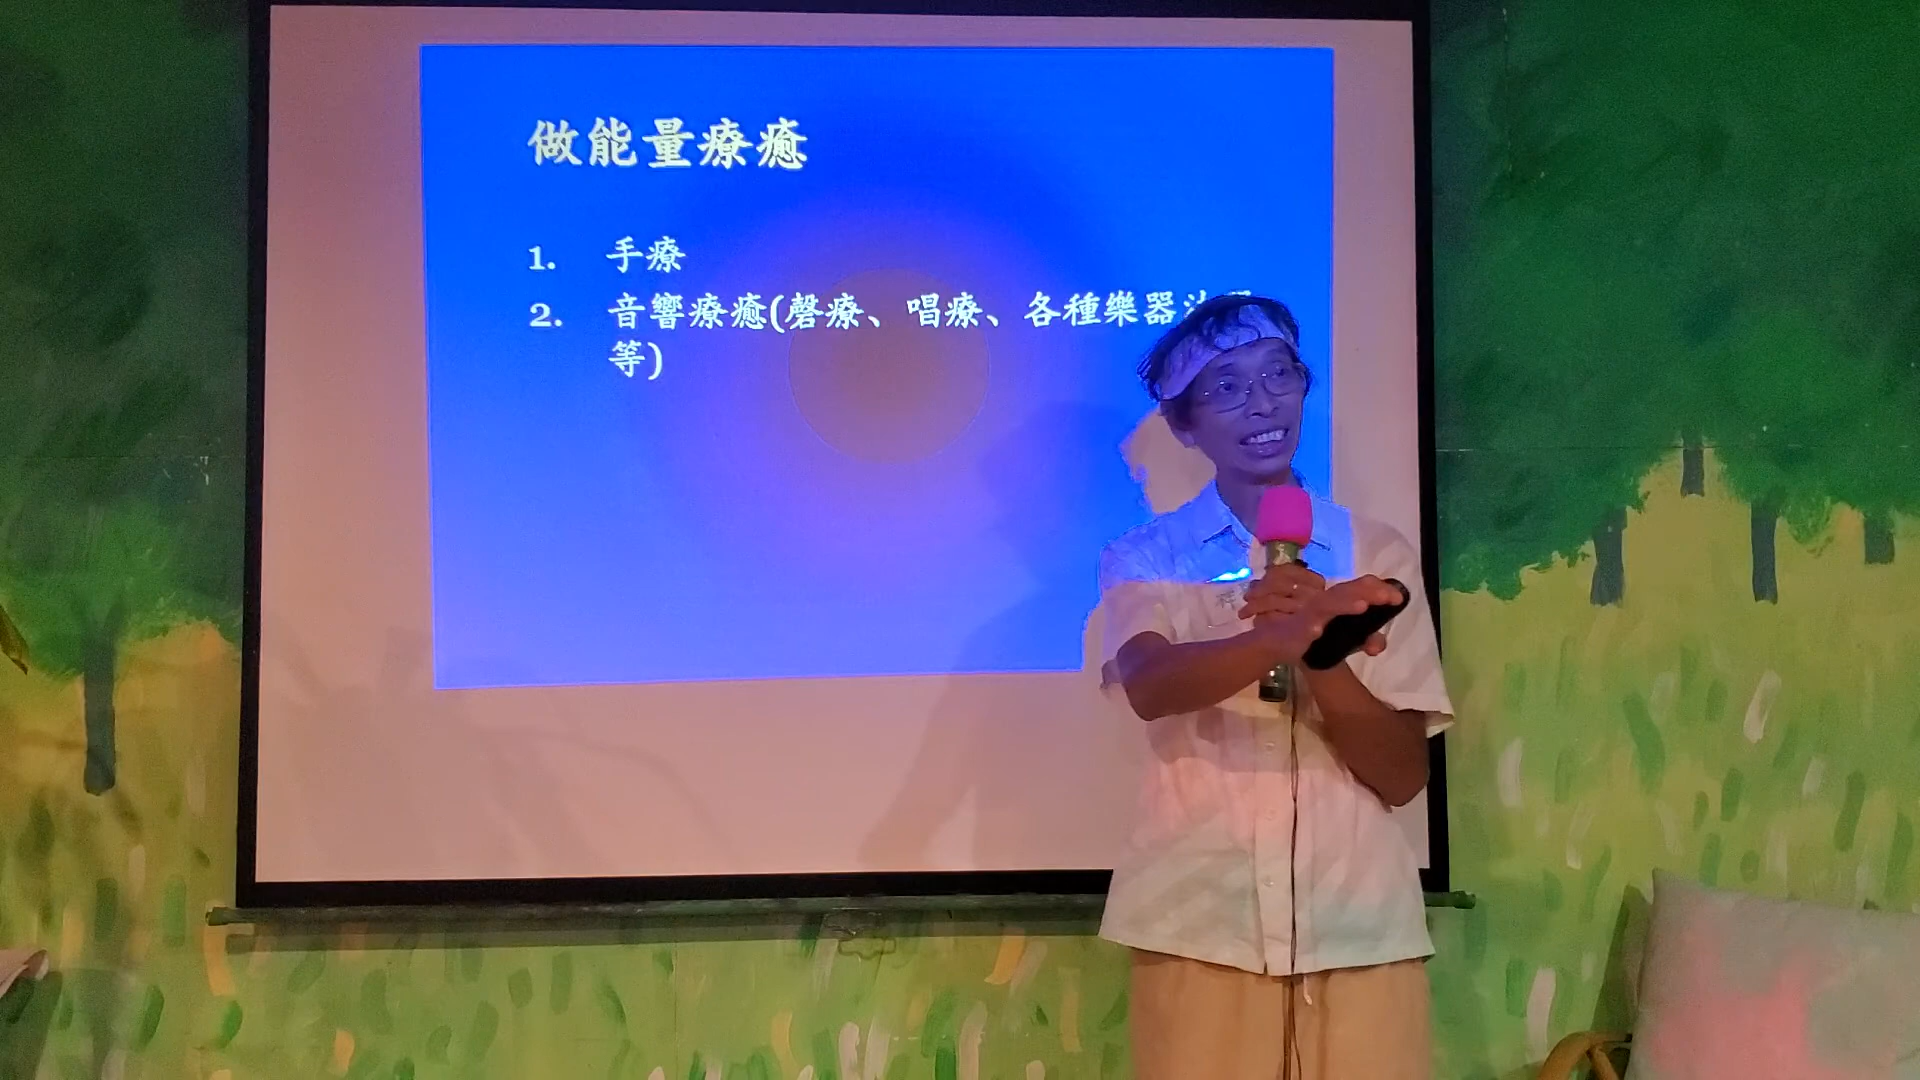 做能量療癒
1. 手療
2. 音響療癒(磬療、唱療、各種樂器
等)